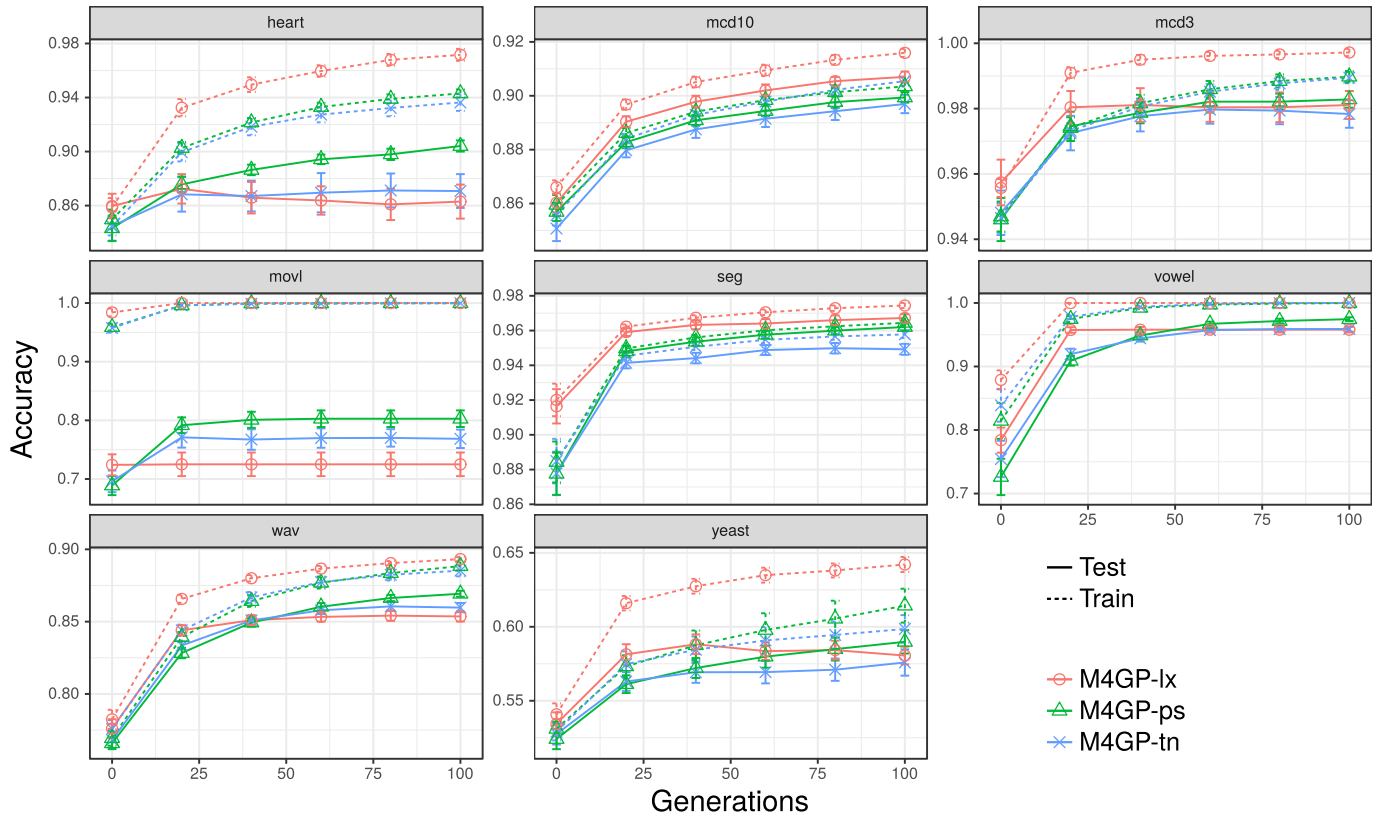 heart
mcd10
mcd3
0.98
0.94
0.90
0.86
0.92
0.90
0.88
0.86
1.00
0.98
0.96
0.94
movl
seg
vowel
1.0
0.9
0.8
0.7
0.98
0.96
0.94
0.92
0.90
0.88
0.86
1.0
0.9
0.8
0.7
0 25 50 75 100
wav
yeast
0.90
0.85
0.80
0.65
0.60
0.55
0 25 50 75 100
0 25 50 75 100
Accuracy
Generations
Test
Train
M4GP-lx
M4GP-ps
M4GP-tn